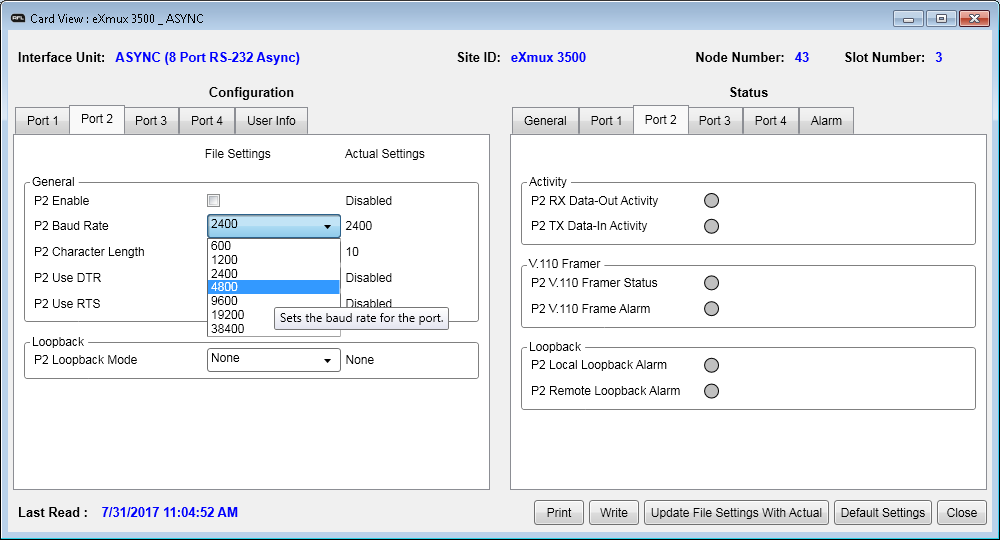 RFL Card View : eXmux 3500 _ ASYNC
Interface Unit: ASYNC (8 Port RS-232 Async) Site ID: eXmux 3500 Node Number: 43 Slot Number: 3
Configuration
Port 1 Port 2 Port 3 Port 4 User Info
File Settings Actual Settings
General
P2 Enable Disabled
P2 Baud Rate 2400 2400
600
1200
P2 Character Length 10
2400
P2 Use DTR Disabled
4800
9600
P2 Use RTS Disabled
19200
Sets the baud rate for the port.
38400
Loopback
P2 Loopback Mode None None
Status
General Port 1 Port 2 Port 3 Port 4 Alarm
Activity
P2 RX Data-Out Activity
P2 TX Data-In Activity
V.110 Framer
P2 V.110 Framer Status
P2 V.110 Frame Alarm
Loopback
P2 Local Loopback Alarm
P2 Remote Loopback Alarm
Last Read : 7/31/2017 11:04:52 AM
Print Write Update File Settings With Actual Default Settings Close